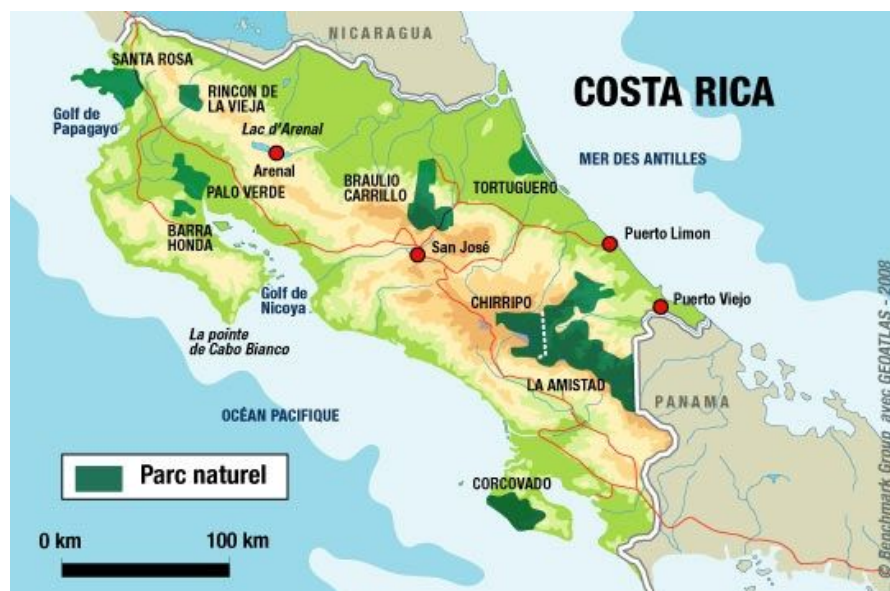 NICARAGUA
SANTA ROSA
COSTA RICA
RINCON DE
LA VIEJA
Golf de
Papagayo
Lac d'Arenal
MER DES ANTILLES
Arenal
BRAULIO
CARRILLO
TORTUGUERO
PALO VERDE
BARRA
HONDA
Puerto Limon
San José
Golf de
Nicoya
CHIRRIPO
Puerto Viejo
La pointe
de Cabo Bianco
LA AMISTAD
PANAMA
OCÉAN PACIFIQUE
Parc naturel
CORCOVADO
0 km
100 km
© Benchmark Group avec GEOATLAS - 2008